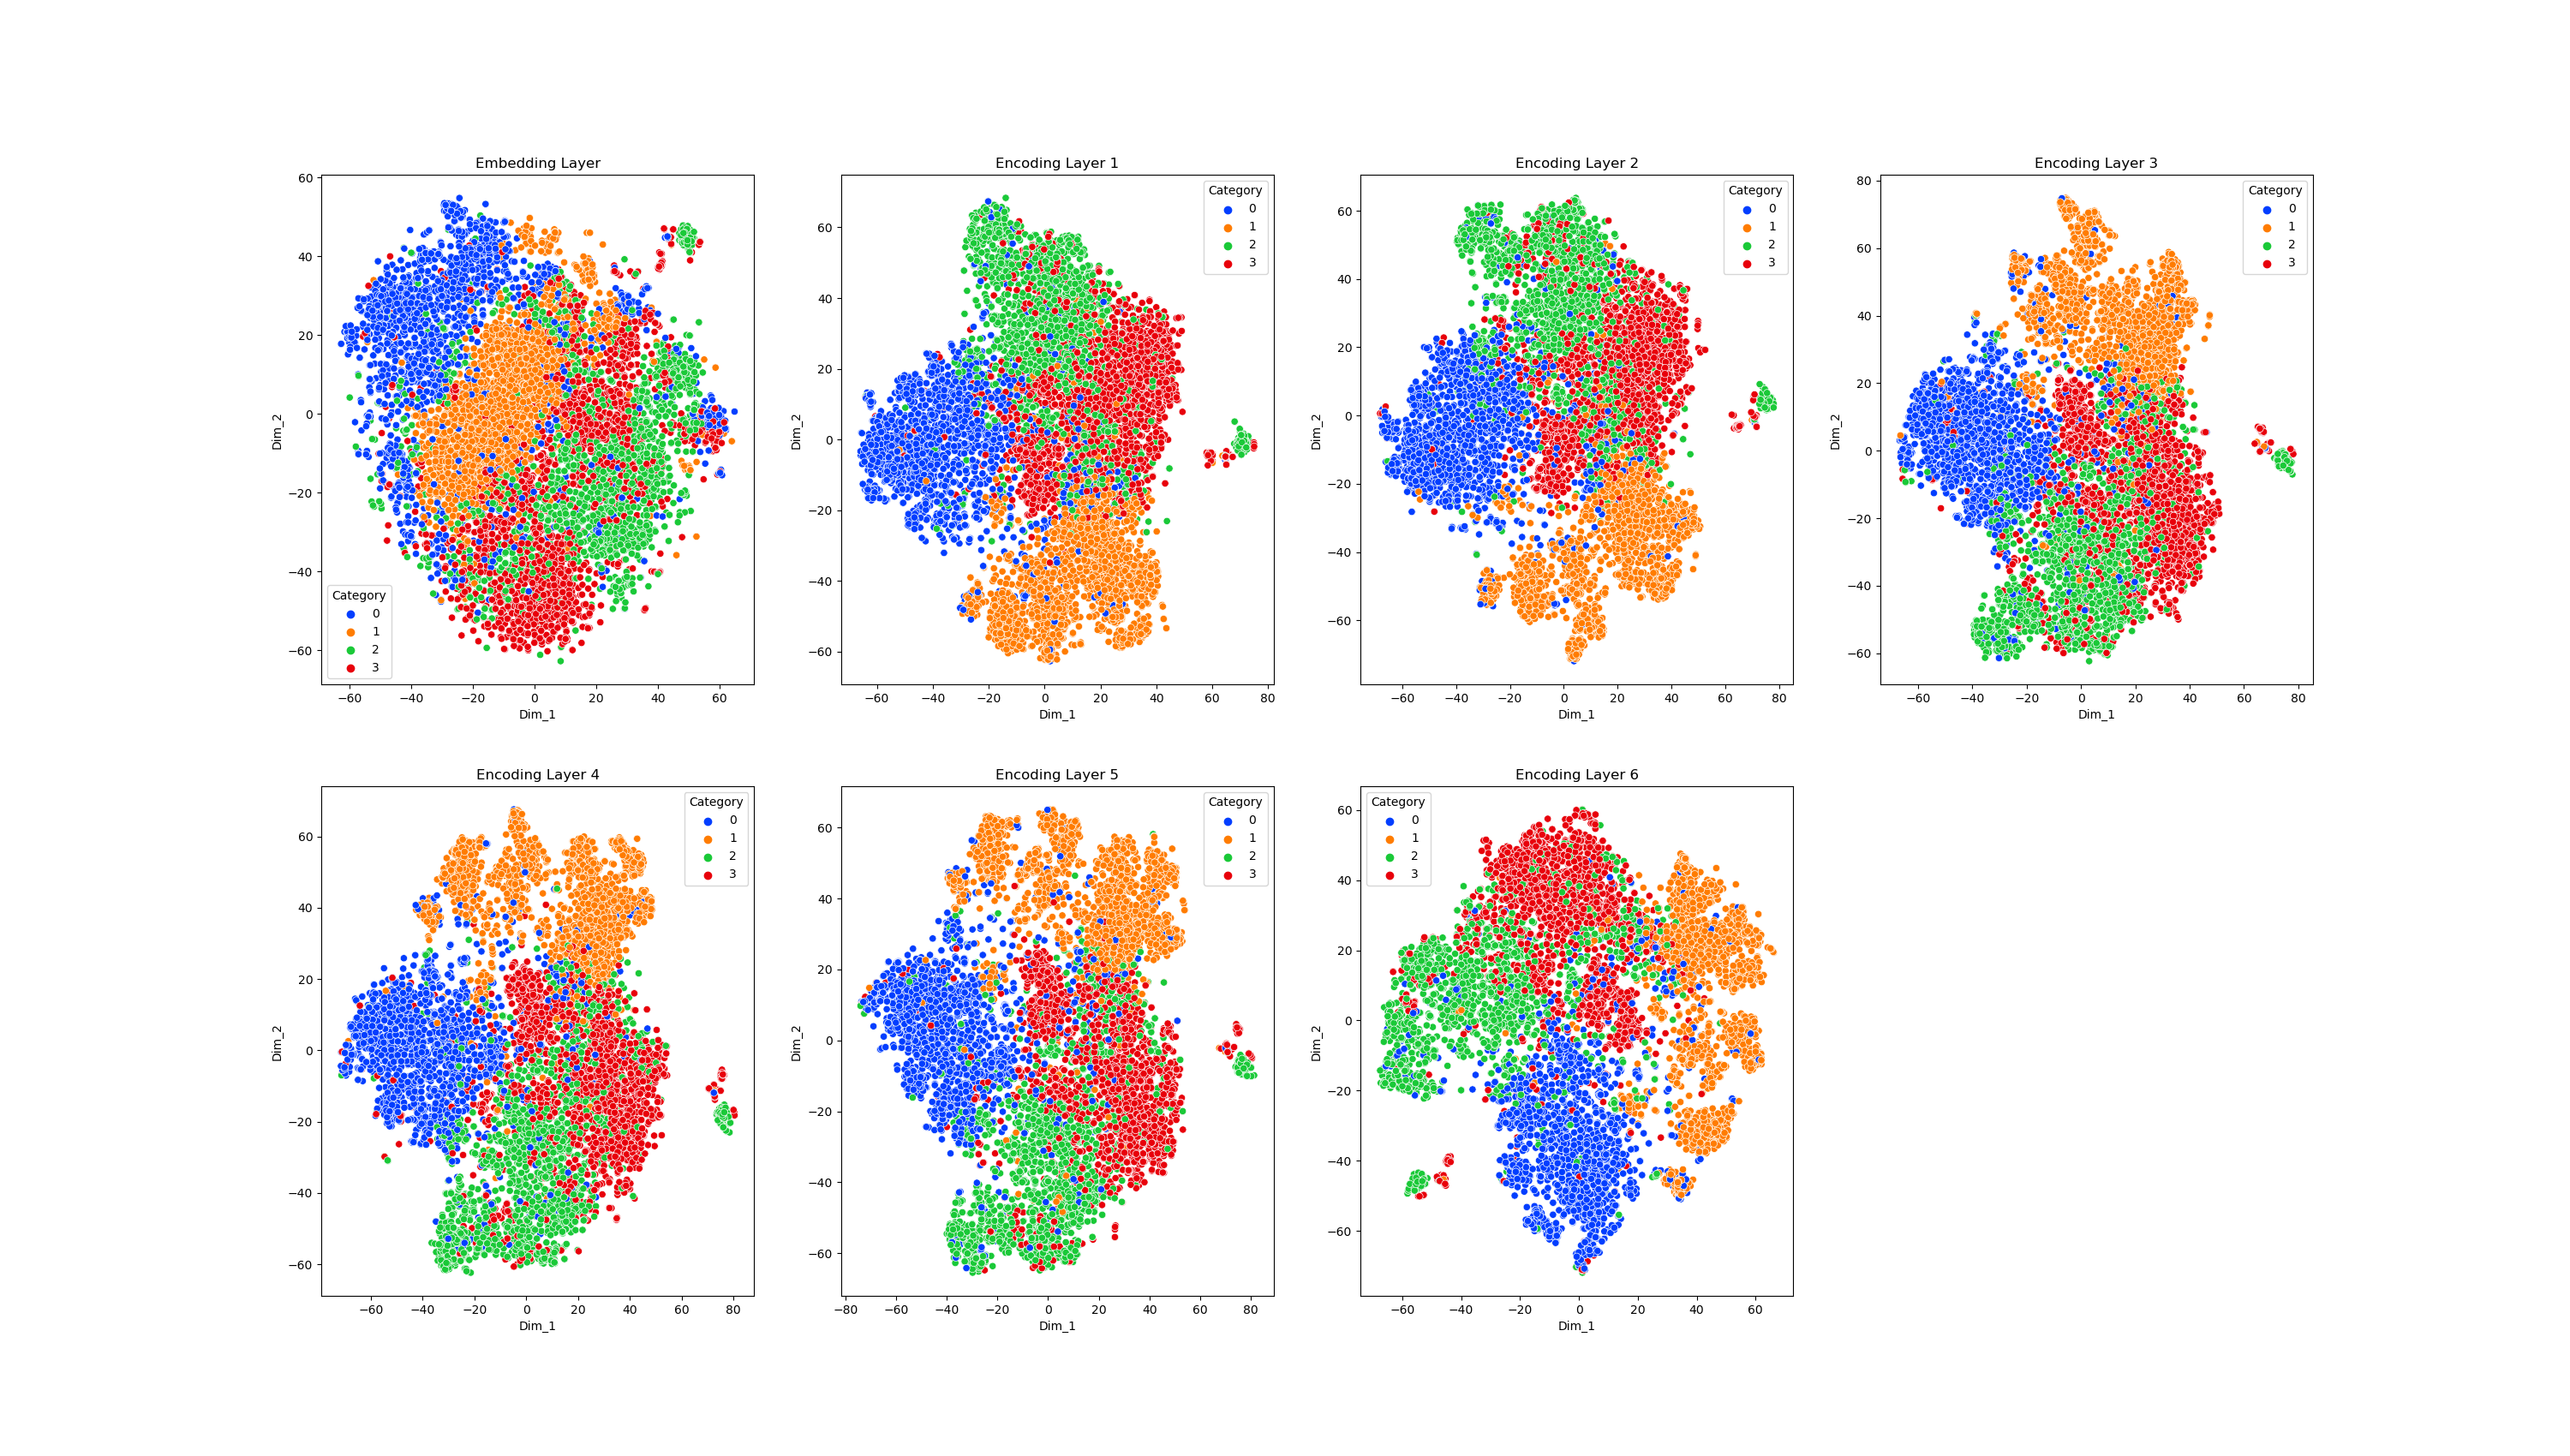 Embedding Layer
60
40
20
0
−20
−40
−60
Dim_2
Category
0
1
2
3
−60 −40 −20 0 20 40 60
Dim_1
Encoding Layer 1
60
40
20
0
−20
−40
−60
Dim_2
Category
0
1
2
3
−60 −40 −20 0 20 40 60 80
Dim_1
Encoding Layer 2
60
40
20
0
−20
−40
−60
Dim_2
Category
0
1
2
3
−60 −40 −20 0 20 40 60 80
Dim_1
Encoding Layer 3
80
60
40
20
0
−20
−40
−60
Dim_2
Category
0
1
2
3
−60 −40 −20 0 20 40 60 80
Dim_1
Encoding Layer 4
60
40
20
0
−20
−40
−60
Dim_2
Category
0
1
2
3
−60 −40 −20 0 20 40 60 80
Dim_1
Encoding Layer 5
60
40
20
0
−20
−40
−60
Dim_2
Category
0
1
2
3
−80 −60 −40 −20 0 20 40 60 80
Dim_1
Encoding Layer 6
60
40
20
0
−20
−40
−60
Dim_2
Category
0
1
2
3
−60 −40 −20 0 20 40 60
Dim_1